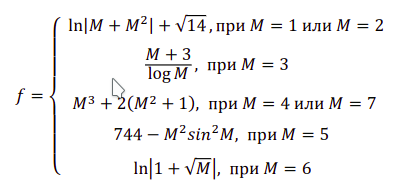 ln|M + M²| + √14, при M = 1 или M = 2
M + 3
log M , при M = 3
f =
M³ + 2(M² + 1), при M = 4 или M = 7
744 − M²sin²M, при M = 5
ln|1 + √M|, при M = 6